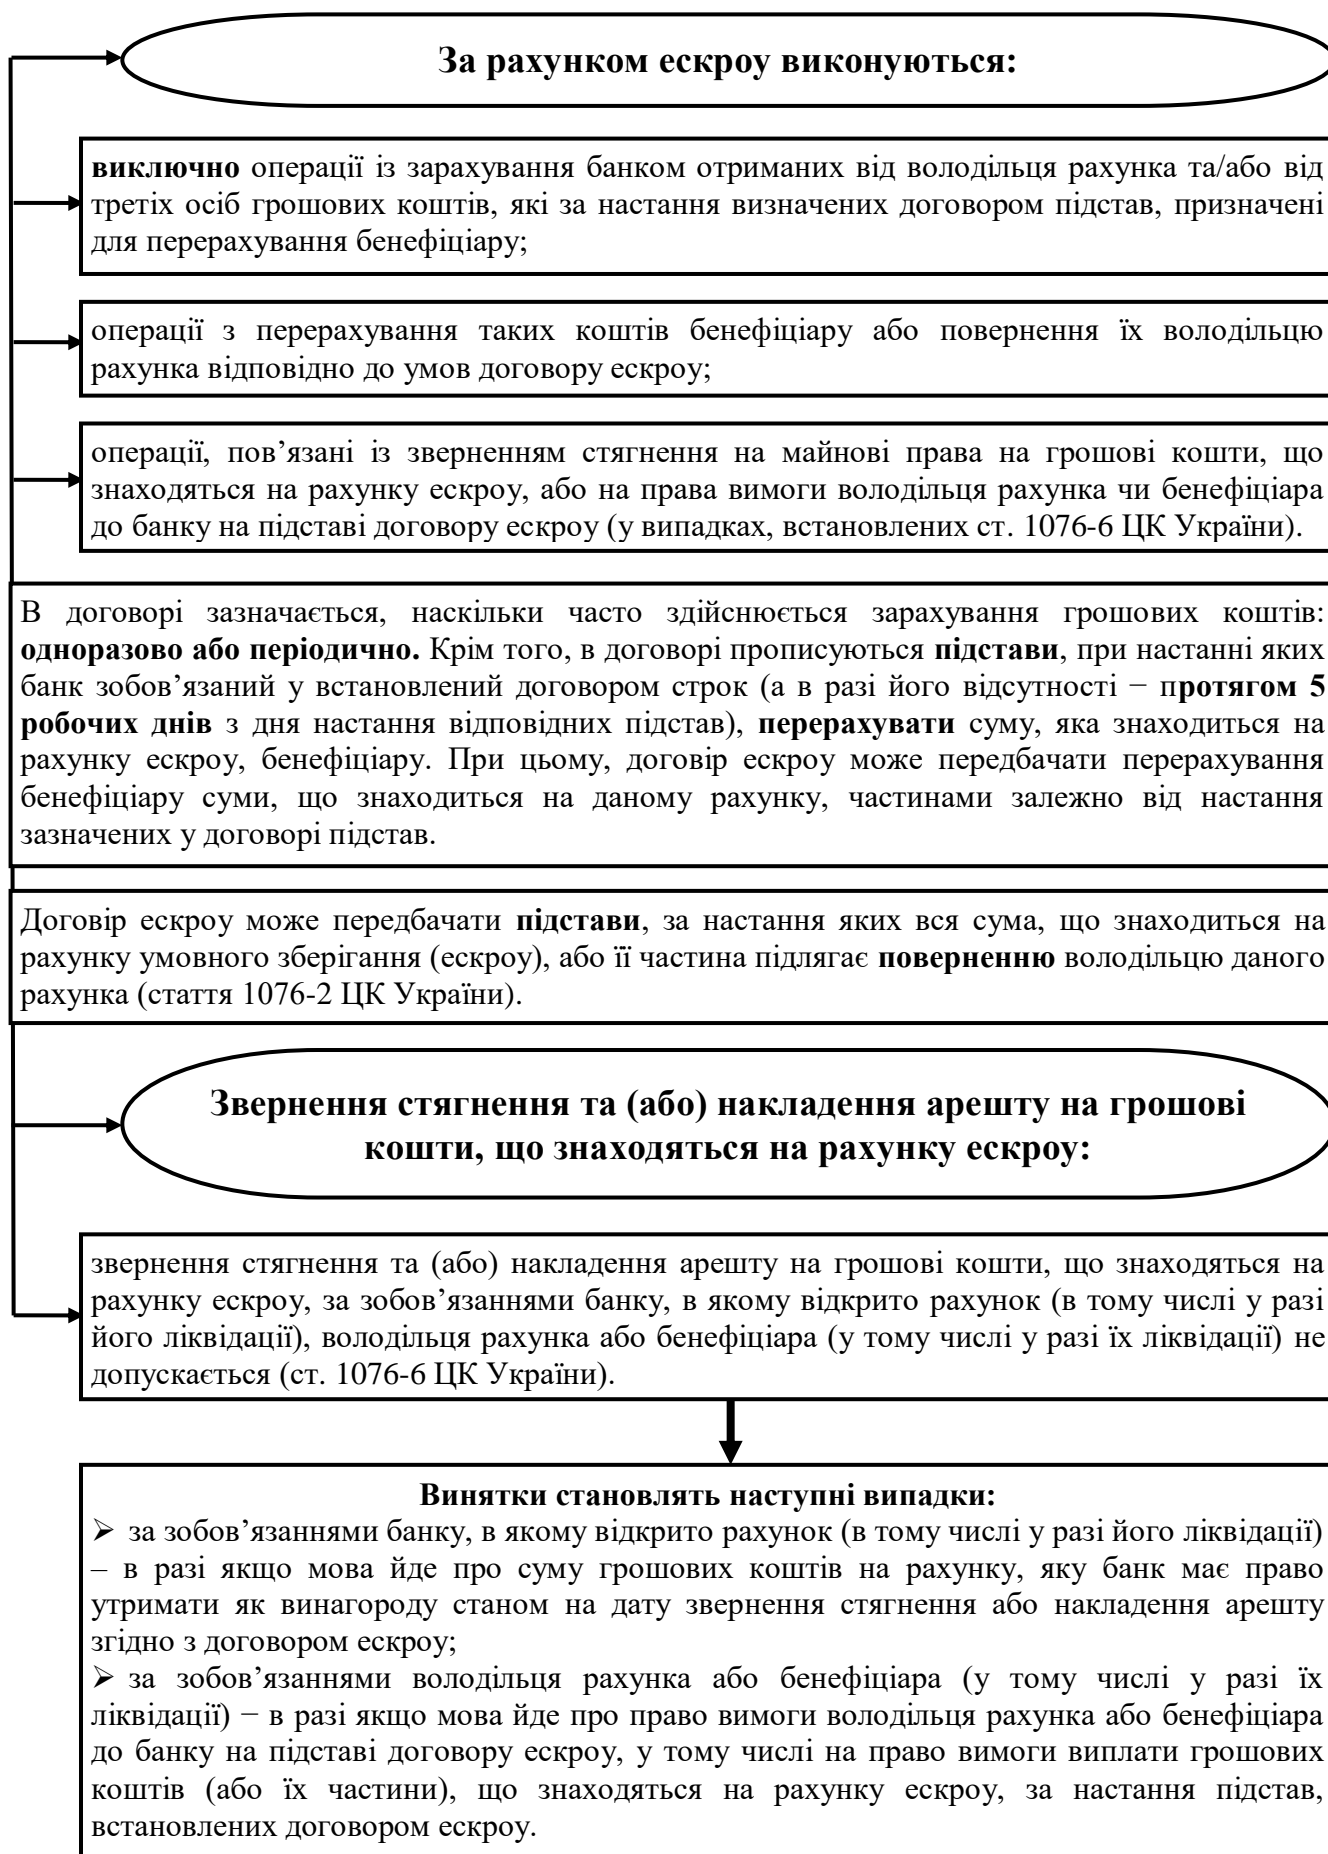 За рахунком ескроу виконуються:
виключно операції із зарахування банком отриманих від володільця рахунка та/або від
третіх осіб грошових коштів, які за настання визначених договором підстав, призначені
для перерахування бенефіціару;
операції з перерахування таких коштів бенефіціару або повернення їх володільцю
рахунка відповідно до умов договору ескроу;
операції, пов’язані із зверненням стягнення на майнові права на грошові кошти, що
знаходяться на рахунку ескроу, або на права вимоги володільця рахунка чи бенефіціара
до банку на підставі договору ескроу (у випадках, встановлених ст. 1076-6 ЦК України).
В договорі зазначається, наскільки часто здійснюється зарахування грошових коштів:
одноразово або періодично. Крім того, в договорі прописуються підстави, при настанні яких
банк зобов’язаний у встановлений договором строк (а в разі його відсутності − протягом 5
робочих днів з дня настання відповідних підстав), перерахувати суму, яка знаходиться на
рахунку ескроу, бенефіціару. При цьому, договір ескроу може передбачати перерахування
бенефіціару суми, що знаходиться на даному рахунку, частинами залежно від настання
зазначених у договорі підстав.
Договір ескроу може передбачати підстави, за настання яких вся сума, що знаходиться на
рахунку умовного зберігання (ескроу), або її частина підлягає поверненню володільцю даного
рахунка (стаття 1076-2 ЦК України).
Звернення стягнення та (або) накладення арешту на грошові
кошти, що знаходяться на рахунку ескроу:
звернення стягнення та (або) накладення арешту на грошові кошти, що знаходяться на
рахунку ескроу, за зобов’язаннями банку, в якому відкрито рахунок (в тому числі у разі
його ліквідації), володільця рахунка або бенефіціара (у тому числі у разі їх ліквідації) не
допускається (ст. 1076-6 ЦК України).
Винятки становлять наступні випадки:
➢ за зобов’язаннями банку, в якому відкрито рахунок (в тому числі у разі його ліквідації)
– в разі якщо мова йде про суму грошових коштів на рахунку, яку банк має право
утримати як винагороду станом на дату звернення стягнення або накладення арешту
згідно з договором ескроу;
➢ за зобов’язаннями володільця рахунка або бенефіціара (у тому числі у разі їх
ліквідації) − в разі якщо мова йде про право вимоги володільця рахунка або бенефіціара
до банку на підставі договору ескроу, у тому числі на право вимоги виплати грошових
коштів (або їх частини), що знаходяться на рахунку ескроу, за настання підстав,
встановлених договором ескроу.